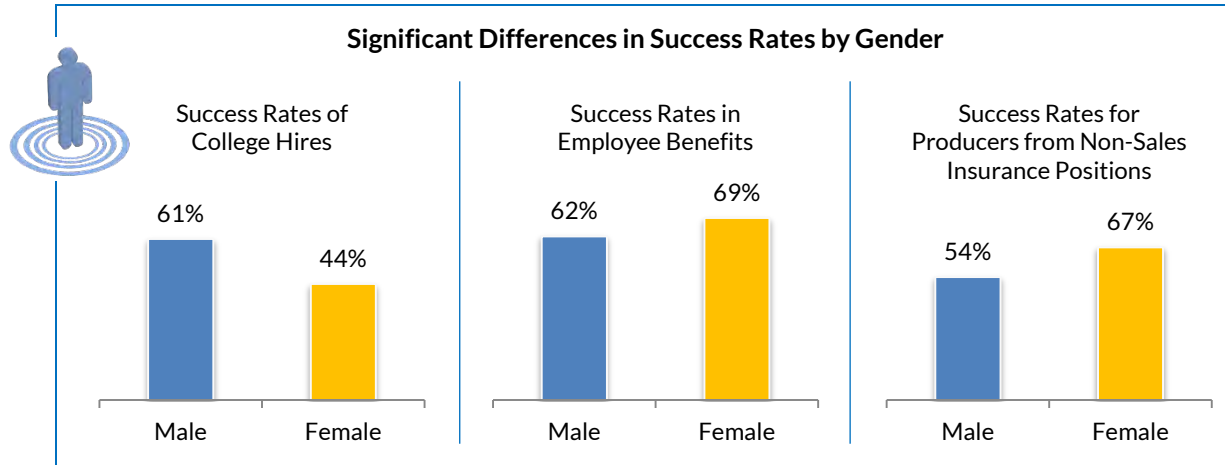 Significant Differences in Success Rates by Gender
Success Rates of
College Hires
61%
44%
Male
Female
Success Rates in
Employee Benefits
62%
69%
Male
Female
Success Rates for
Producers from Non-Sales
Insurance Positions
54%
67%
Male
Female